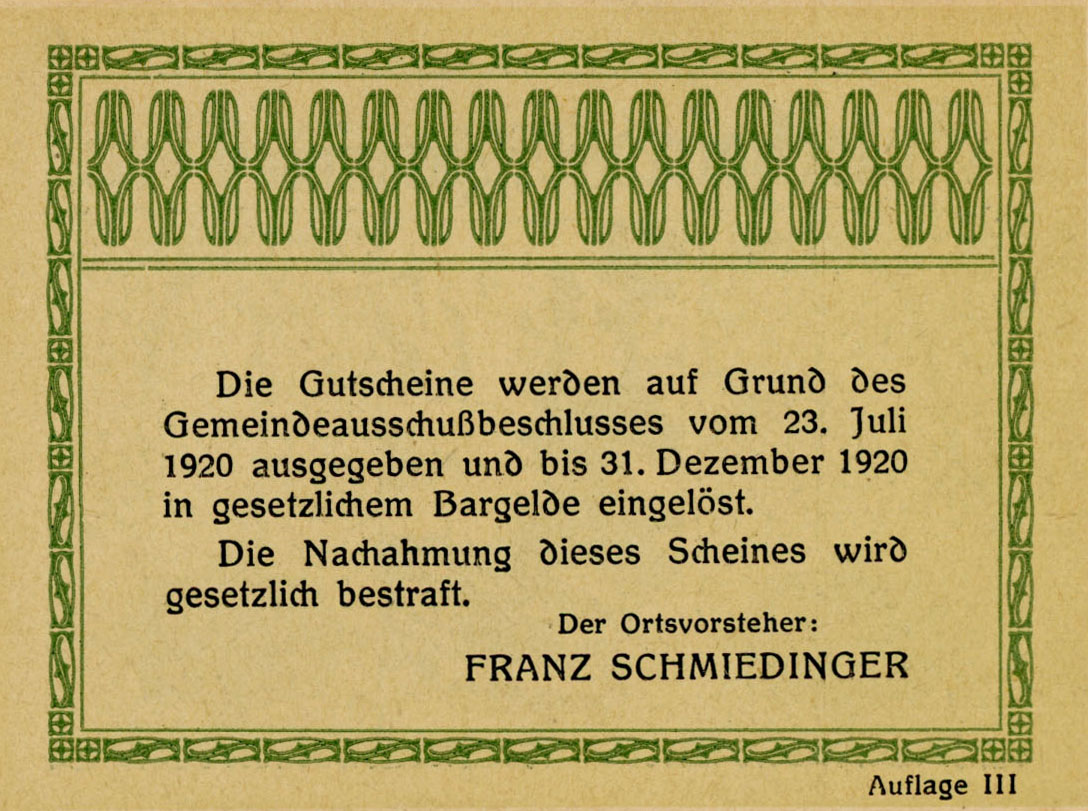 Die Gutscheine werden auf Grund des
Gemeindeausschußbeschlusses vom 23. Juli
1920 ausgegeben und bis 31. Dezember 1920
in gesetzlichem Bargelde eingelöst.
Die Nachahmung dieses Scheines wird
gesetzlich bestraft.
Der Ortsvorsteher:
FRANZ SCHMIEDINGER
Auflage III